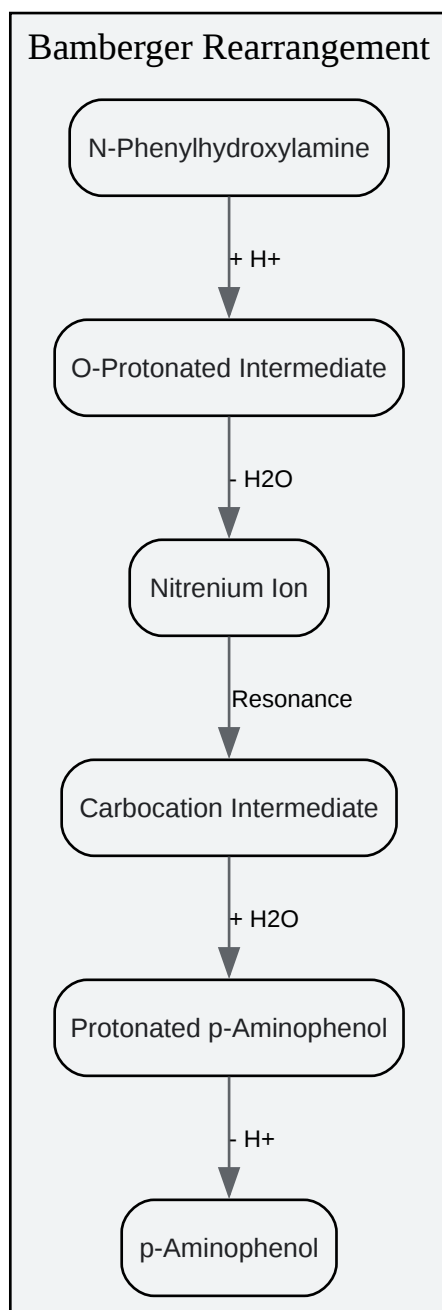 Bamberger Rearrangement
N-Phenylhydroxylamine
+ H+
O-Protonated Intermediate
- H2O
Nitrenium Ion
Resonance
Carbocation Intermediate
+ H2O
Protonated p-Aminophenol
- H+
p-Aminophenol